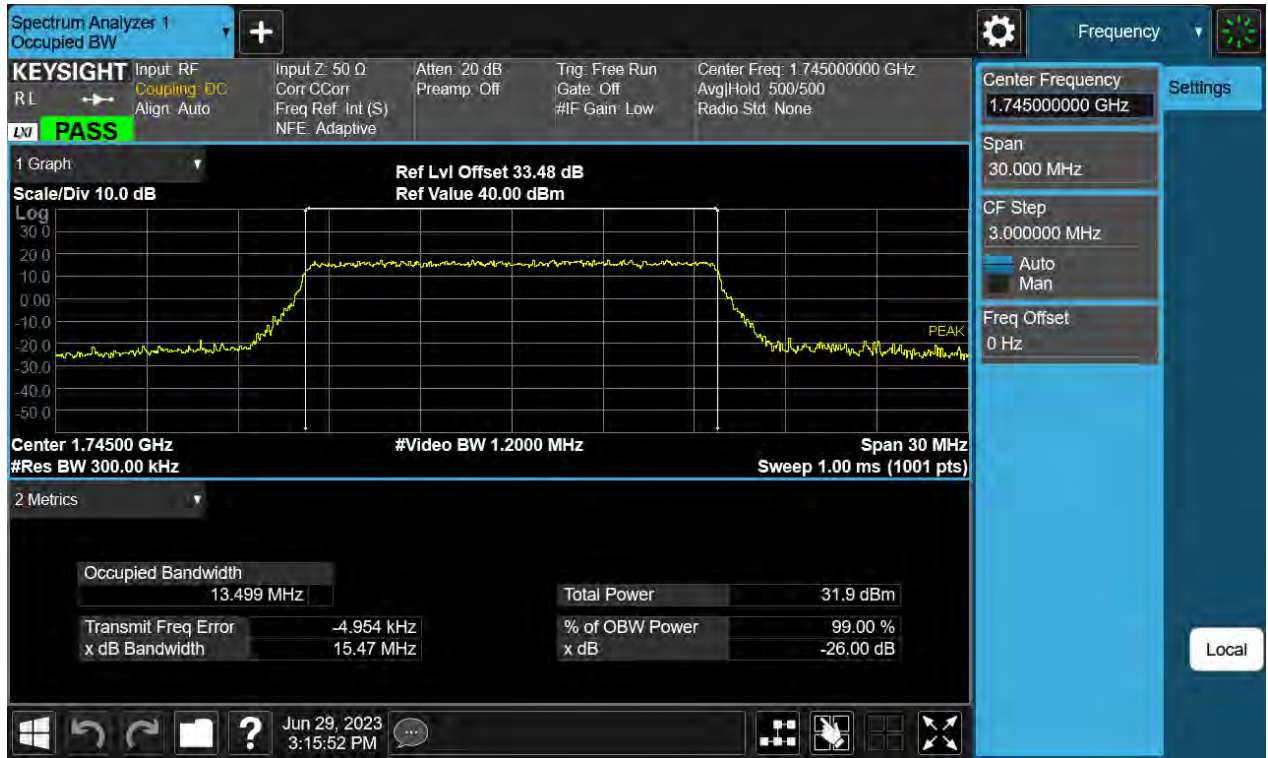 Spectrum Analyzer 1
Occupied BW
Frequency
KEYSIGHT
RL
LXI
PASS
Input: RF
Coupling: DC
Align: Auto
Input Z: 50 Ω
Corr CCorr
Freq Ref: Int (S)
NFE: Adaptive
Atten: 20 dB
Preamp: Off
Trig: Free Run
Gate: Off
#IF Gain: Low
Center Freq: 1.745000000 GHz
Avg|Hold: 500/500
Radio Std: None
1 Graph
Scale/Div 10.0 dB
Ref Lvl Offset 33.48 dB
Ref Value 40.00 dBm
Log
30.0
20.0
10.0
0.00
-10.0
-20.0
-30.0
-40.0
-50.0
PEAK
Center 1.74500 GHz
#Res BW 300.00 kHz
#Video BW 1.2000 MHz
Span 30 MHz
Sweep 1.00 ms (1001 pts)
2 Metrics
Occupied Bandwidth
13.499 MHz
Transmit Freq Error -4.954 kHz
x dB Bandwidth 15.47 MHz
Total Power 31.9 dBm
% of OBW Power 99.00 %
x dB -26.00 dB
Center Frequency
1.745000000 GHz
Span
30.000 MHz
CF Step
3.000000 MHz
Auto
Man
Freq Offset
0 Hz
Settings
Local
?
Jun 29, 2023
3:15:52 PM